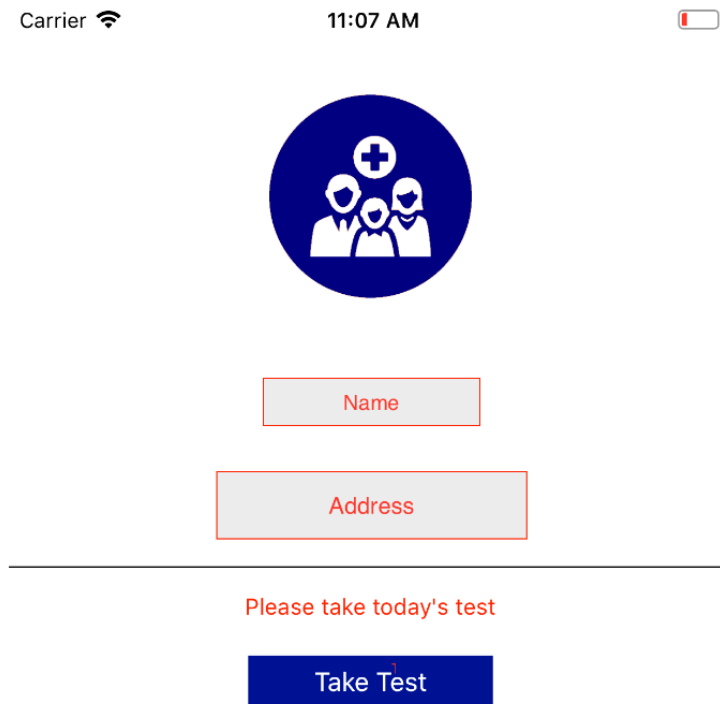 Carrier
11:07 AM
Name
Address
Please take today's test
Take Test